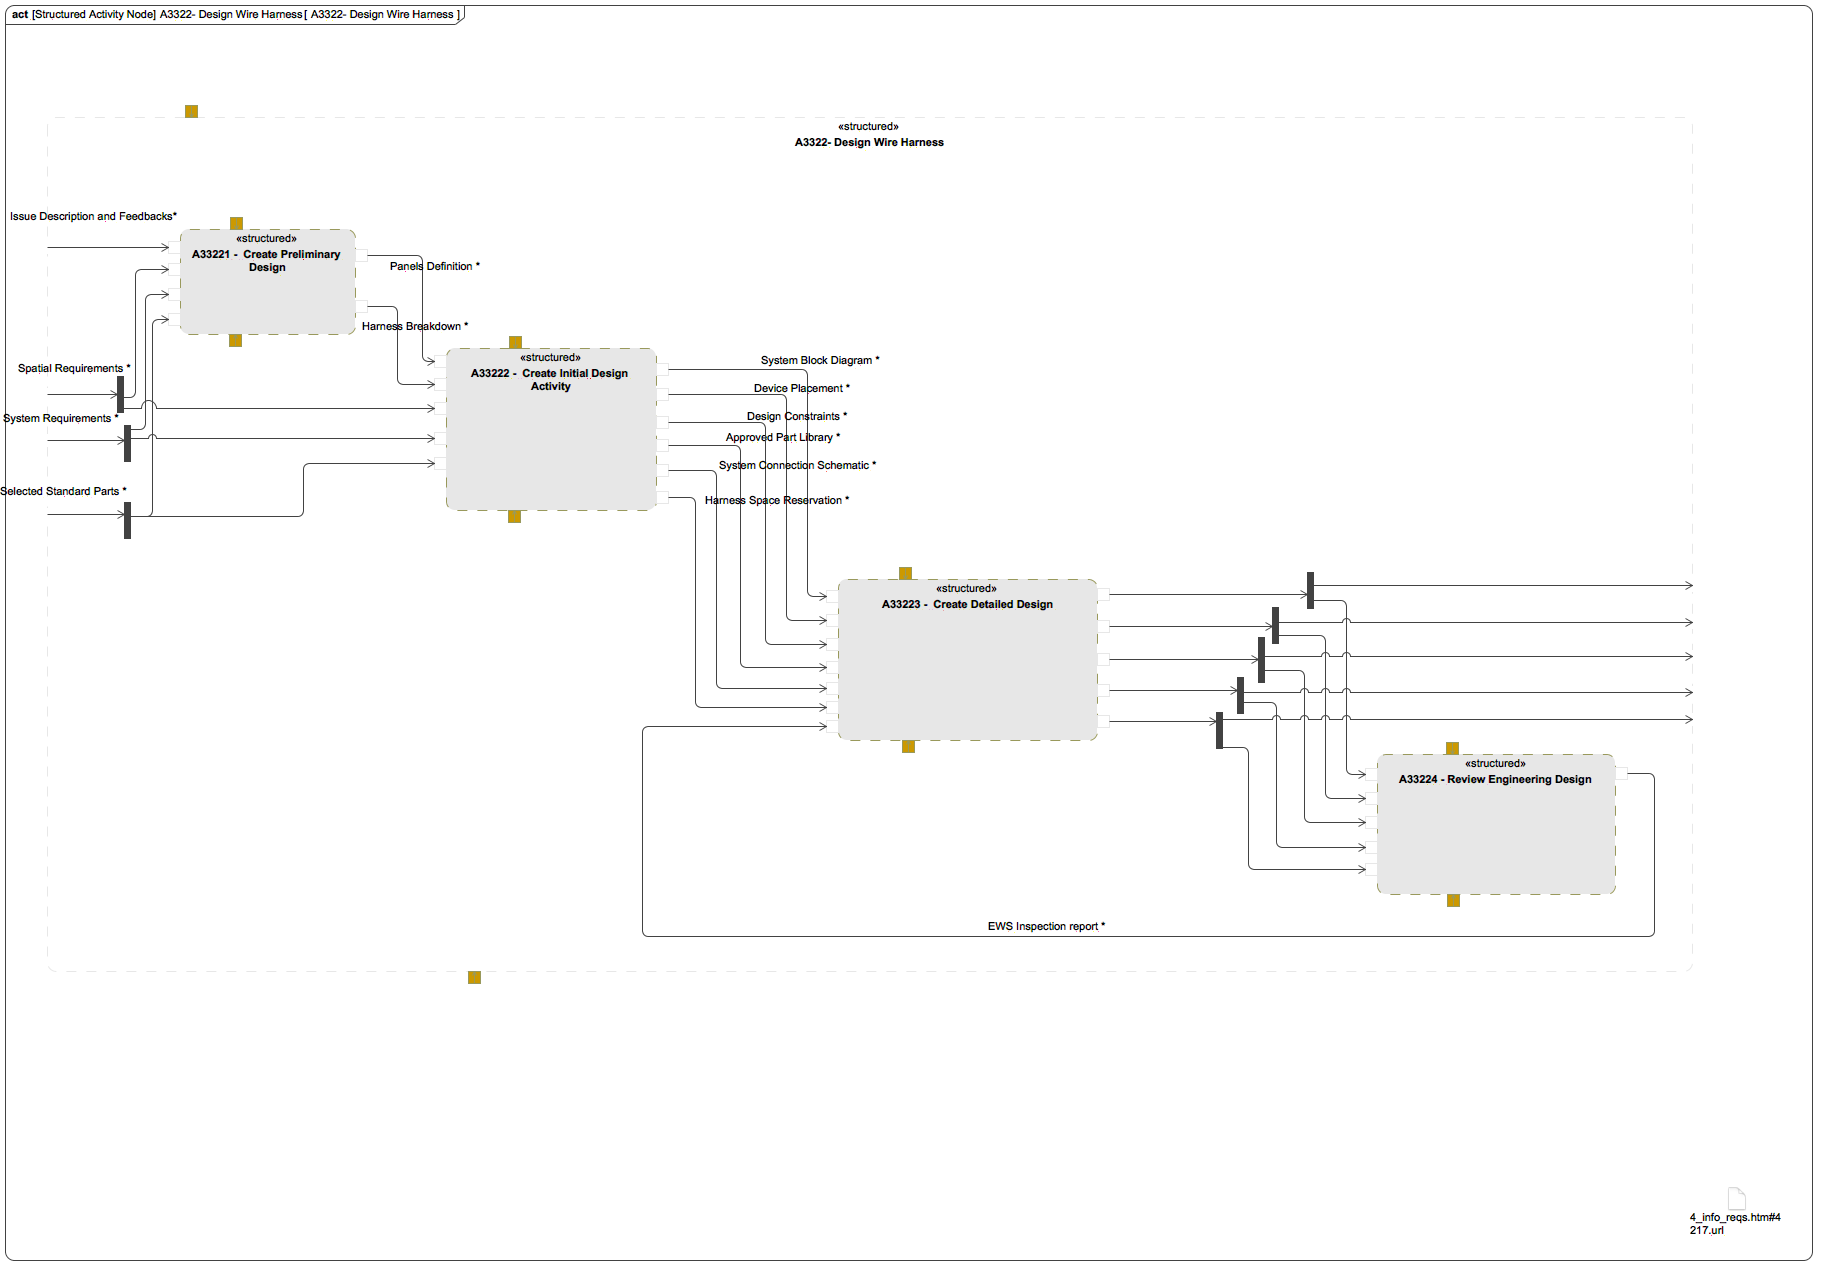 act [Structured Activity Node] A3322- Design Wire Harness [ A3322- Design Wire Harness ]
«structured»
A3322- Design Wire Harness
Issue Description and Feedbacks*
«structured»
A33221 - Create Preliminary
Design
Panels Definition *
Harness Breakdown *
Spatial Requirements *
System Requirements *
Selected Standard Parts *
«structured»
A33222 - Create Initial Design
Activity
System Block Diagram *
Device Placement *
Design Constraints *
Approved Part Library *
System Connection Schematic *
Harness Space Reservation *
«structured»
A33223 - Create Detailed Design
«structured»
A33224 - Review Engineering Design
EWS Inspection report *
4_info_reqs.htm#4
217.url